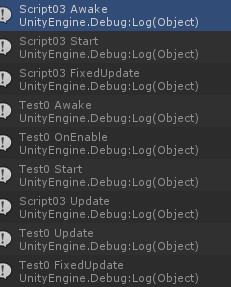 Script03 Awake
UnityEngine.Debug:Log(Object)
Script03 Start
UnityEngine.Debug:Log(Object)
Script03 FixedUpdate
UnityEngine.Debug:Log(Object)
Test0 Awake
UnityEngine.Debug:Log(Object)
Test0 OnEnable
UnityEngine.Debug:Log(Object)
Test0 Start
UnityEngine.Debug:Log(Object)
Script03 Update
UnityEngine.Debug:Log(Object)
Test0 Update
UnityEngine.Debug:Log(Object)
Test0 FixedUpdate
UnityEngine.Debug:Log(Object)